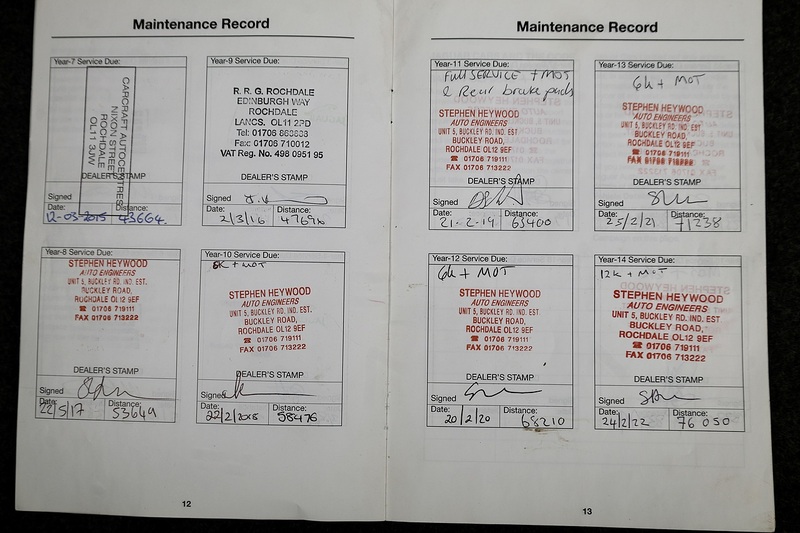 Maintenance Record
Year-7 Service Due:
CARCRAFT AUTOCENTRES
NIXON STREET
ROCHDALE
OL11 3JW
DEALER'S STAMP
Signed
Date: Distance:
12-03-2015 43664
Year-9 Service Due:
R. R. G. ROCHDALE
EDINBURGH WAY
ROCHDALE
LANCS. OL11 2PD
Tel: 01706
Fax: 01706 710012
VAT Reg. No. 498 0951 95
DEALER'S STAMP
Signed
Date: Distance:
2/3/16
Year-8 Service Due:
STEPHEN HEYWOOD
AUTO ENGINEERS
UNIT 5, BUCKLEY RD. IND. EST.
BUCKLEY ROAD,
ROCHDALE OL12 9EF
☎ 01706 719111
FAX 01706 713222
DEALER'S STAMP
Signed
Date: Distance:
22/5/17 53649
Year-10 Service Due:
6K + MOT
STEPHEN HEYWOOD
AUTO ENGINEERS
UNIT 5, BUCKLEY RD. IND. EST.
BUCKLEY ROAD,
ROCHDALE OL12 9EF
☎ 01706 719111
FAX 01706 713222
DEALER'S STAMP
Signed
Date: Distance:
22/2/2018 58476
12
Maintenance Record
Year-11 Service Due:
Full SERVICE + MOT
& Rear brake pads
STEPHEN HEYWOOD
AUTO ENGINEERS
UNIT 5, BUCKLEY RD. IND. EST.
BUCKLEY ROAD,
ROCHDALE OL12 9EF
☎ 01706 719111
FAX 01706 713222
DEALER'S STAMP
Signed
Date: Distance:
21-2-19 63400
Year-13 Service Due:
6k + MOT
STEPHEN HEYWOOD
AUTO ENGINEERS
UNIT 5, BUCKLEY RD. IND. EST.
BUCKLEY ROAD,
ROCHDALE OL12 9EF
☎ 01706 719111
FAX 01706 713222
DEALER'S STAMP
Signed
Date: Distance:
25/2/21 71238
Year-12 Service Due:
6k + MOT
STEPHEN HEYWOOD
AUTO ENGINEERS
UNIT 5, BUCKLEY RD. IND. EST.
BUCKLEY ROAD,
ROCHDALE OL12 9EF
☎ 01706 719111
FAX 01706 713222
DEALER'S STAMP
Signed
Date: Distance:
20/2/20 68210
Year-14 Service Due:
12k + MOT
STEPHEN HEYWOOD
AUTO ENGINEERS
UNIT 5, BUCKLEY RD. IND. EST.
BUCKLEY ROAD,
ROCHDALE OL12 9EF
☎ 01706 719111
FAX 01706 713222
DEALER'S STAMP
Signed
Date: Distance:
24/2/22 76 050
13